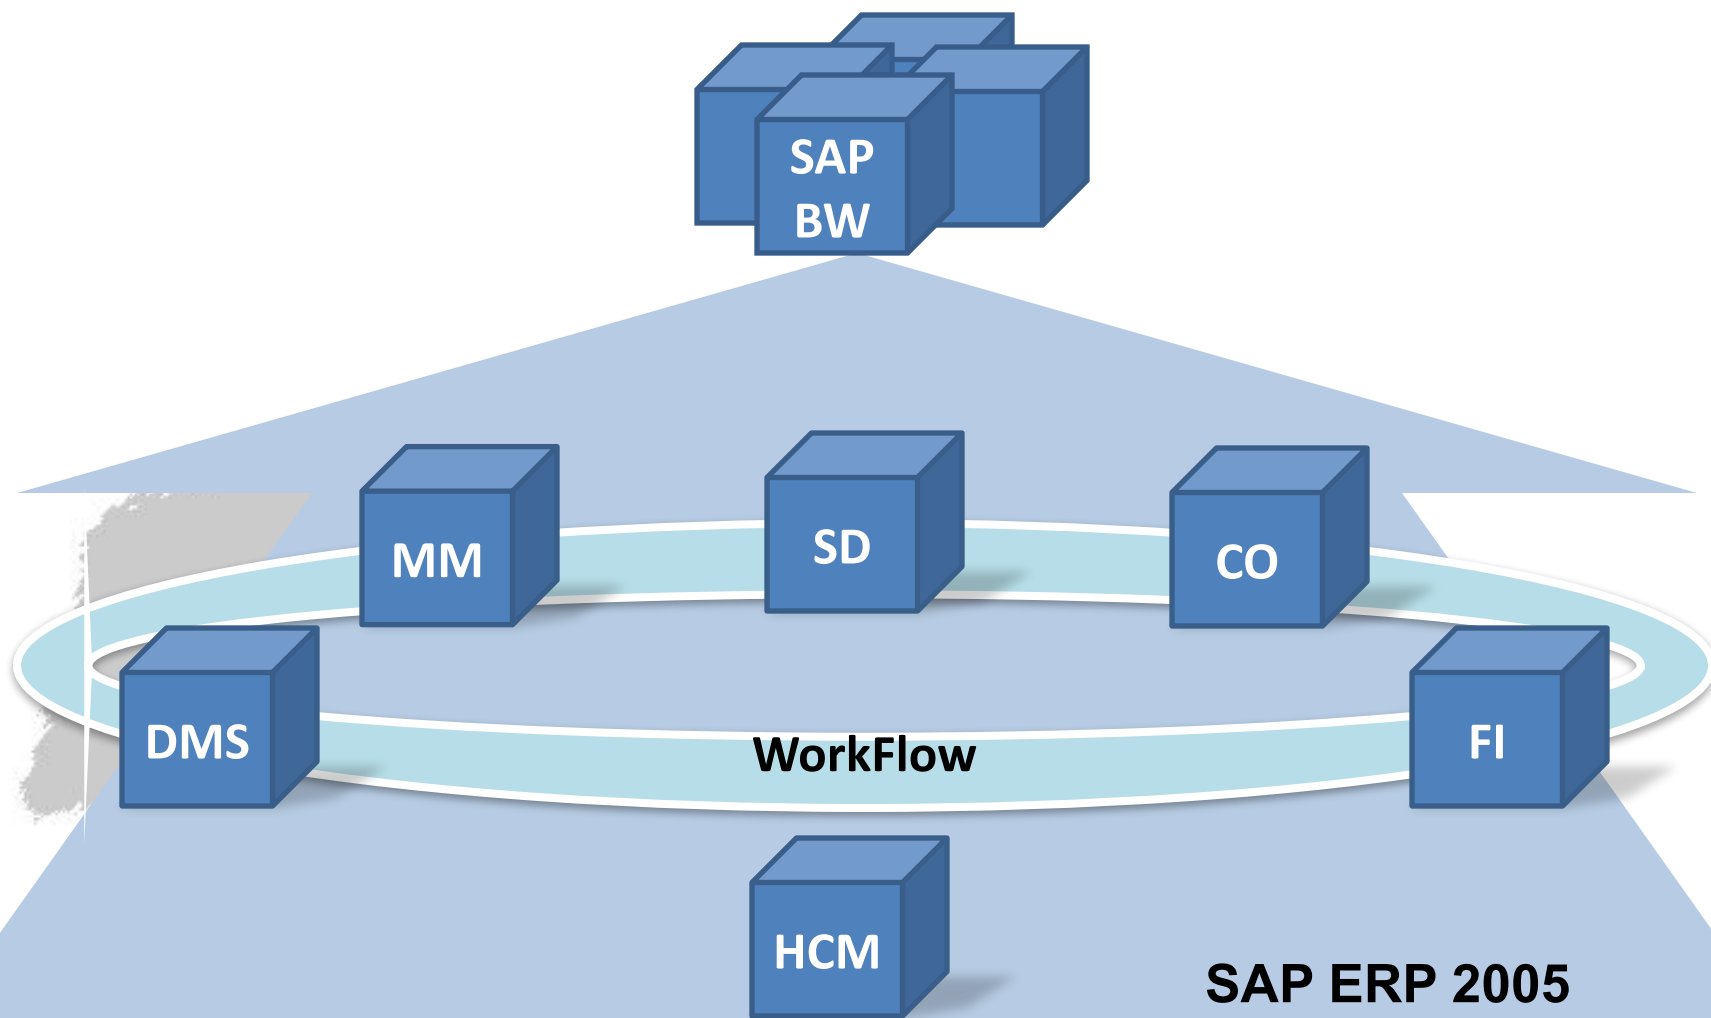 SAP
BW
MM
SD
CO
DMS
WorkFlow
FI
HCM
SAP ERP 2005